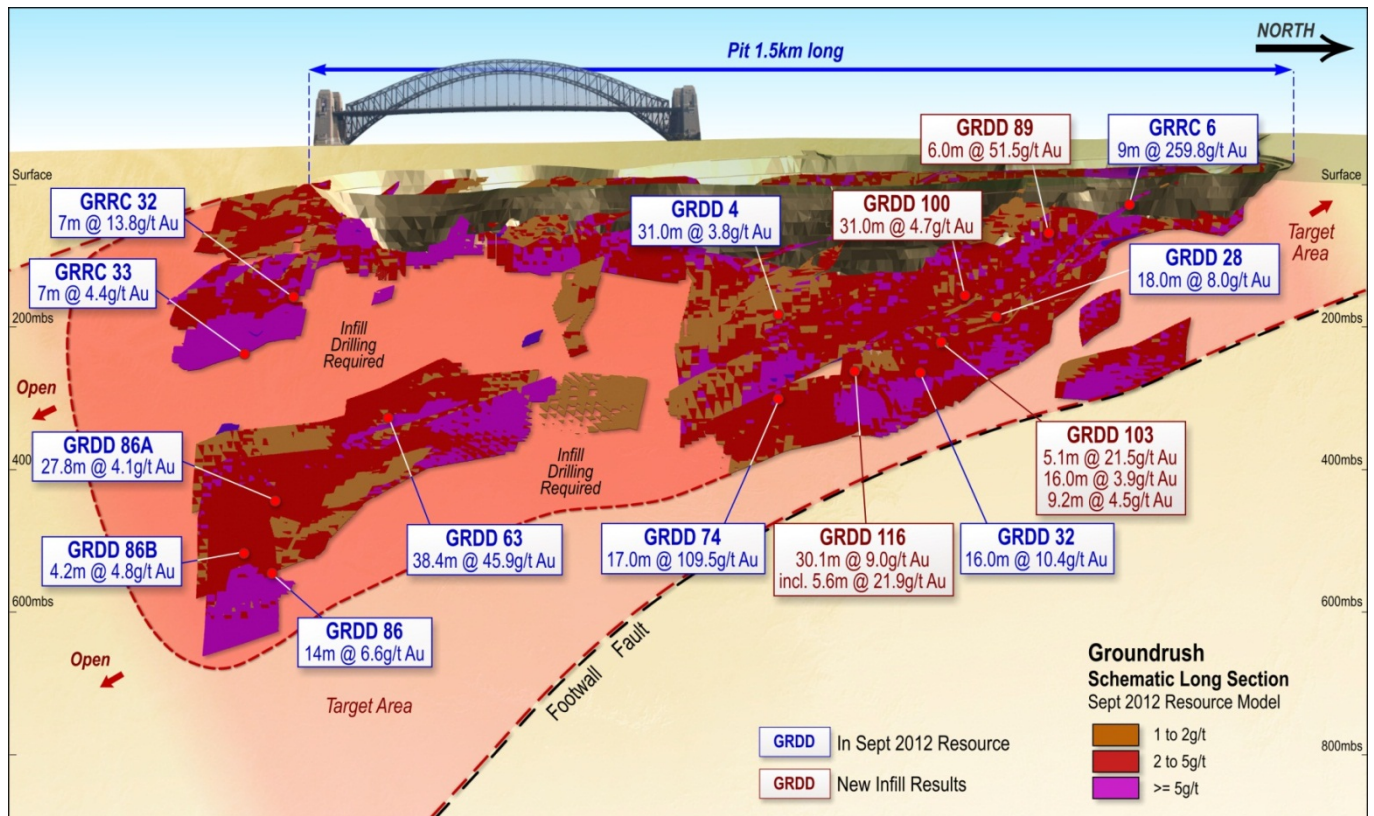 NORTH
Pit 1.5km long
GRDD 89
6.0m @ 51.5g/t Au
GRRC 6
9m @ 259.8g/t Au
Surface
Surface
GRRC 32
7m @ 13.8g/t Au
GRDD 4
31.0m @ 3.8g/t Au
GRDD 100
31.0m @ 4.7g/t Au
Target
Area
GRDD 28
18.0m @ 8.0g/t Au
GRRC 33
7m @ 4.4g/t Au
200mbs
200mbs
Infill
Drilling
Required
Open
GRDD 86A
27.8m @ 4.1g/t Au
400mbs
400mbs
Infill
Drilling
Required
GRDD 103
5.1m @ 21.5g/t Au
16.0m @ 3.9g/t Au
9.2m @ 4.5g/t Au
GRDD 86B
4.2m @ 4.8g/t Au
GRDD 63
38.4m @ 45.9g/t Au
GRDD 74
17.0m @ 109.5g/t Au
GRDD 116
30.1m @ 9.0g/t Au
incl. 5.6m @ 21.9g/t Au
GRDD 32
16.0m @ 10.4g/t Au
600mbs
600mbs
GRDD 86
14m @ 6.6g/t Au
Open
Target Area
Footwall Fault
Groundrush
Schematic Long Section
Sept 2012 Resource Model
1 to 2g/t
2 to 5g/t
>= 5g/t
GRDD In Sept 2012 Resource
GRDD New Infill Results
800mbs